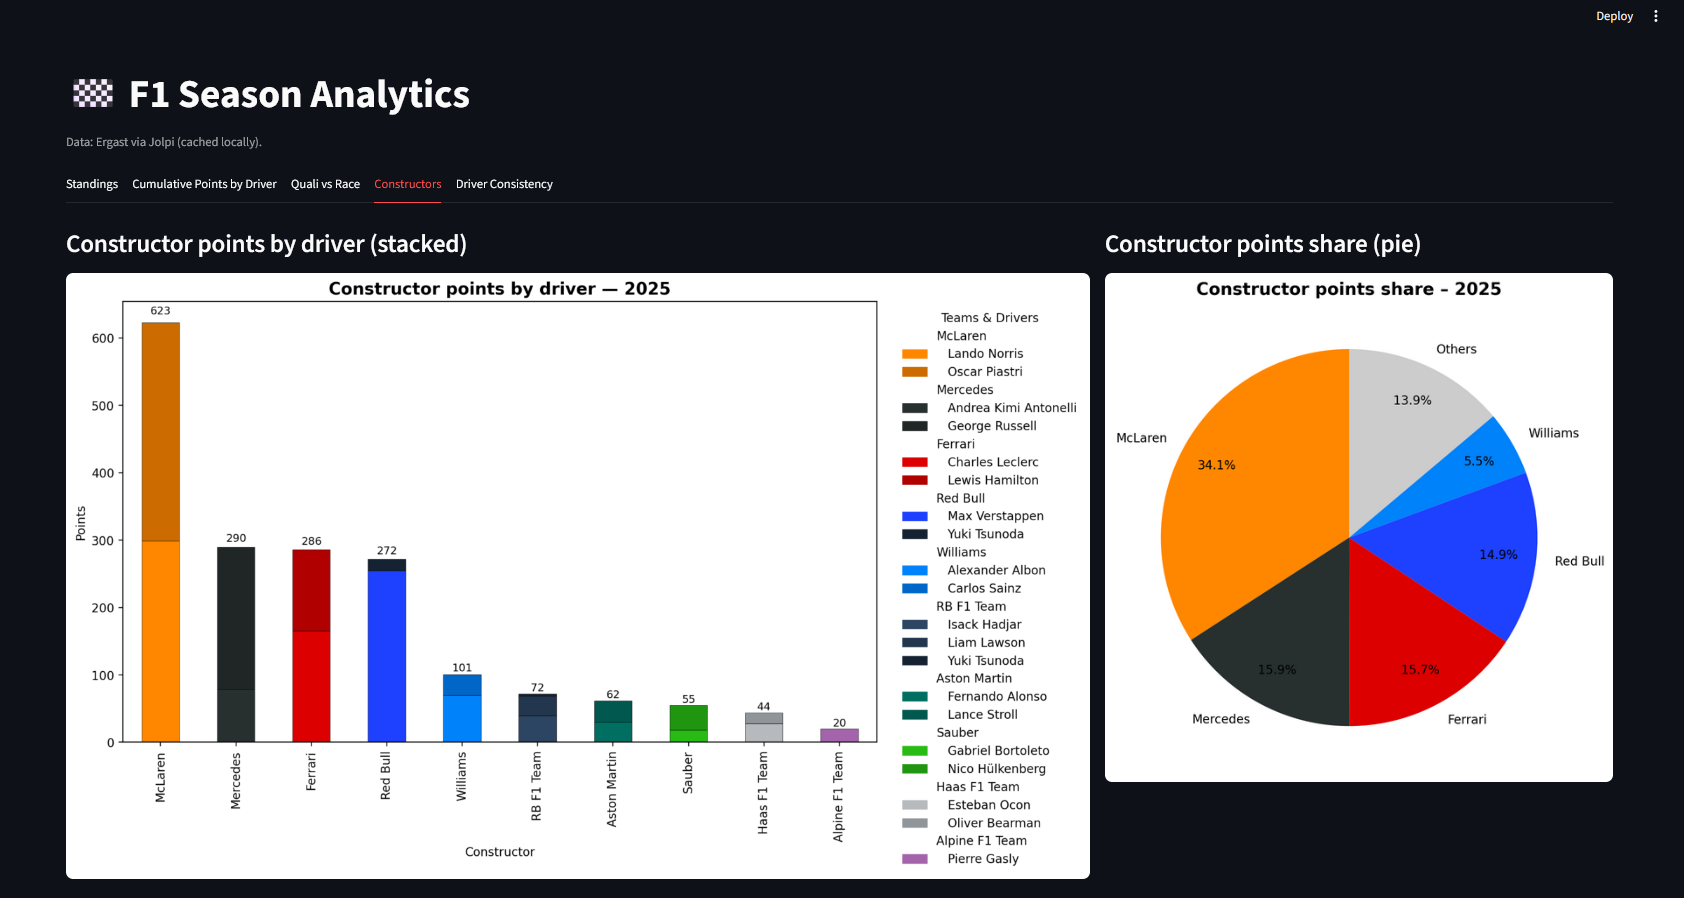 Deploy
F1 Season Analytics
Data: Ergast via Jolpi (cached locally).
Standings Cumulative Points by Driver Quali vs Race Constructors Driver Consistency
Constructor points by driver (stacked)
Constructor points by driver — 2025
Points
600
500
400
300
200
100
0
623
290
286
272
101
72
62
55
44
20
McLaren
Mercedes
Ferrari
Red Bull
Williams
RB F1 Team
Aston Martin
Sauber
Haas F1 Team
Alpine F1 Team
Constructor
Teams & Drivers
McLaren
Lando Norris
Oscar Piastri
Mercedes
Andrea Kimi Antonelli
George Russell
Ferrari
Charles Leclerc
Lewis Hamilton
Red Bull
Max Verstappen
Yuki Tsunoda
Williams
Alexander Albon
Carlos Sainz
RB F1 Team
Isack Hadjar
Liam Lawson
Yuki Tsunoda
Aston Martin
Fernando Alonso
Lance Stroll
Sauber
Gabriel Bortoleto
Nico Hülkenberg
Haas F1 Team
Esteban Ocon
Oliver Bearman
Alpine F1 Team
Pierre Gasly
Constructor points share (pie)
Constructor points share – 2025
Others
13.9%
Williams
5.5%
McLaren
34.1%
Red Bull
14.9%
Mercedes
15.9%
Ferrari
15.7%